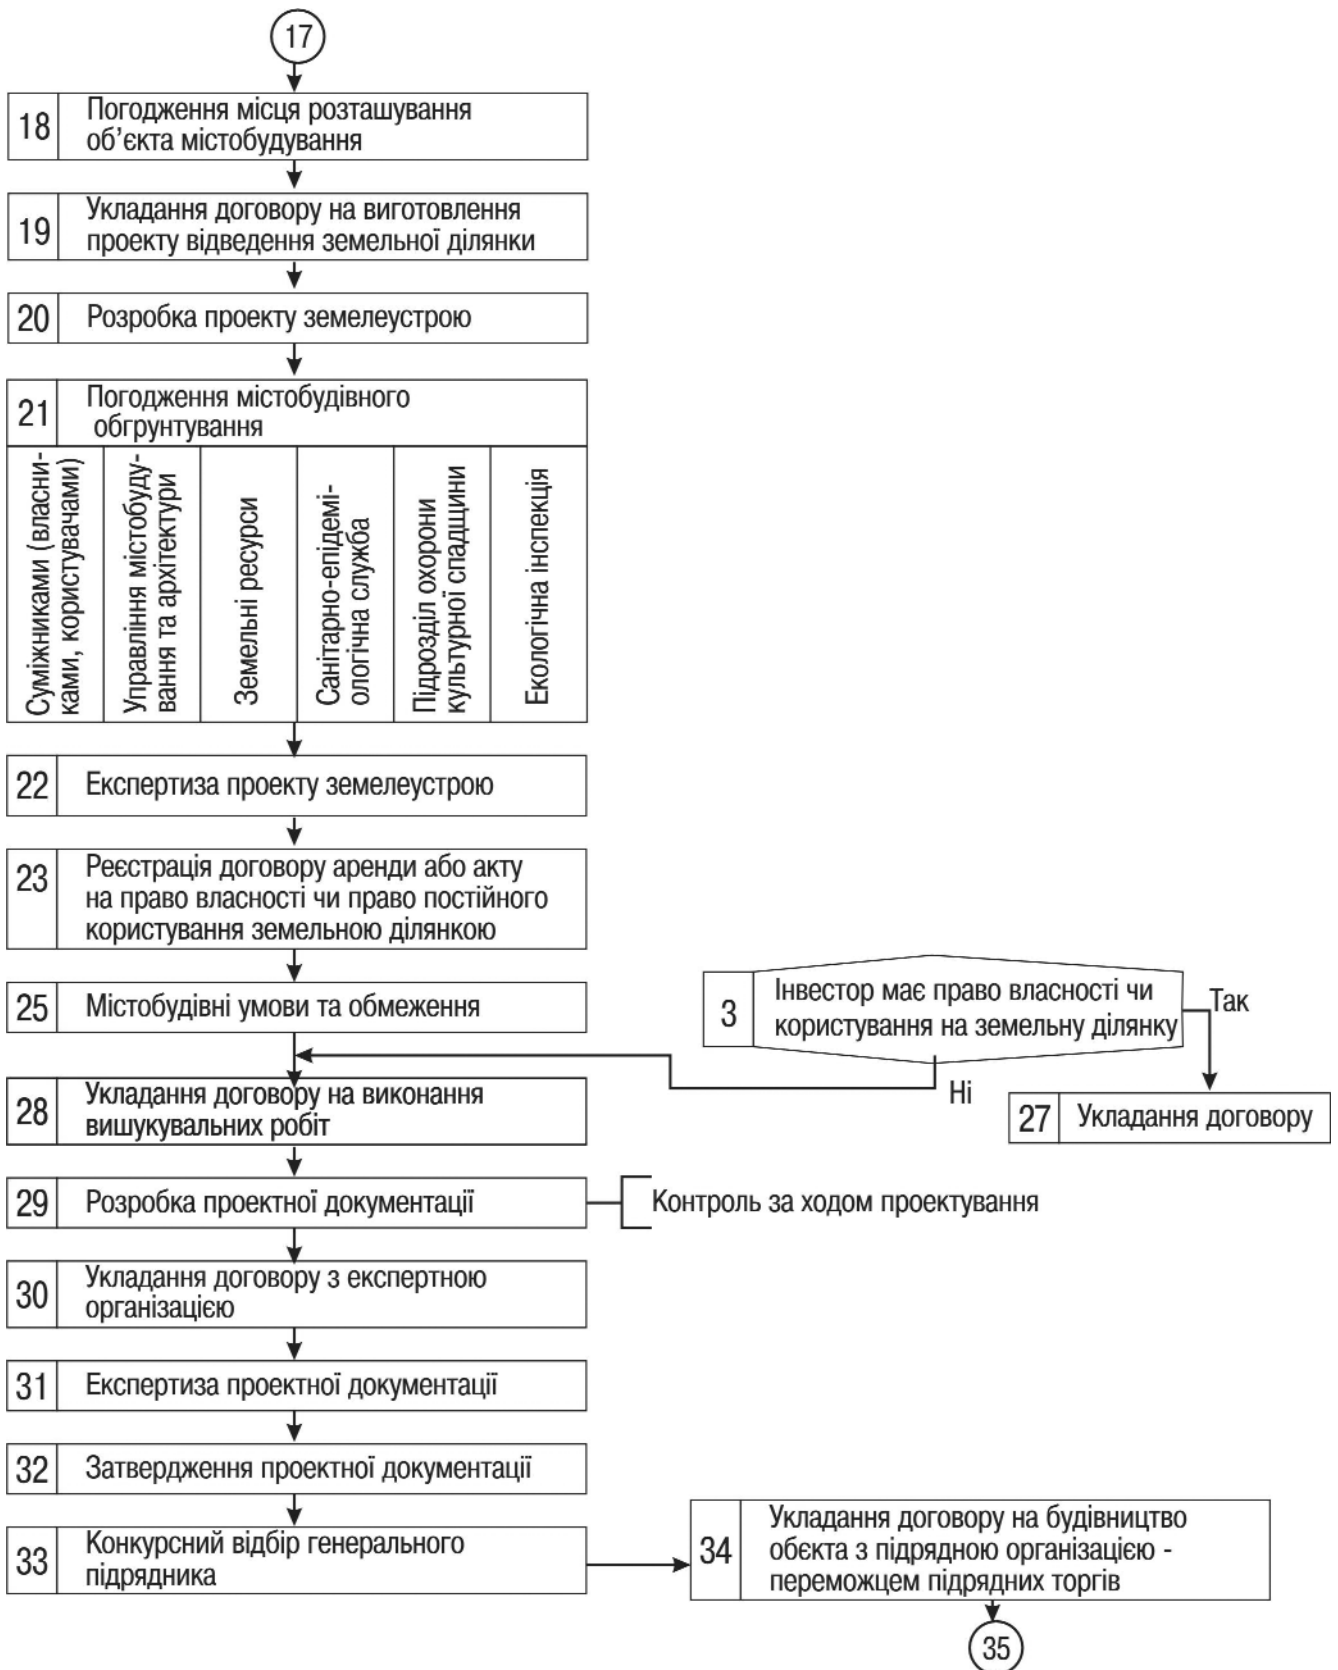 17
18
Погодження місця розташування
об’єкта містобудування
19
Укладання договору на виготовлення
проекту відведення земельної ділянки
20
Розробка проекту земелеустрою
21
Погодження містобудівного
обгрунтування
Суміжниками (власни-
ками, користувачами)
Управління містобуду-
вання та архітектури
Земельні ресурси
Санітарно-епідемі-
ологічна служба
Підрозділ охорони
культурної спадщини
Екологічна інспекція
22
Експертиза проекту земелеустрою
23
Реєстрація договору аренди або акту
на право власності чи право постійного
користування земельною ділянкою
25
Містобудівні умови та обмеження
3
Інвестор має право власності чи
користування на земельну ділянку
Так
Ні
27
Укладання договору
28
Укладання договору на виконання
вишукувальних робіт
29
Розробка проектної документації
Контроль за ходом проектування
30
Укладання договору з експертною
організацією
31
Експертиза проектної документації
32
Затвердження проектної документації
33
Конкурсний відбір генерального
підрядника
34
Укладання договору на будівництво
обєкта з підрядною організацією -
переможцем підрядних торгів
35